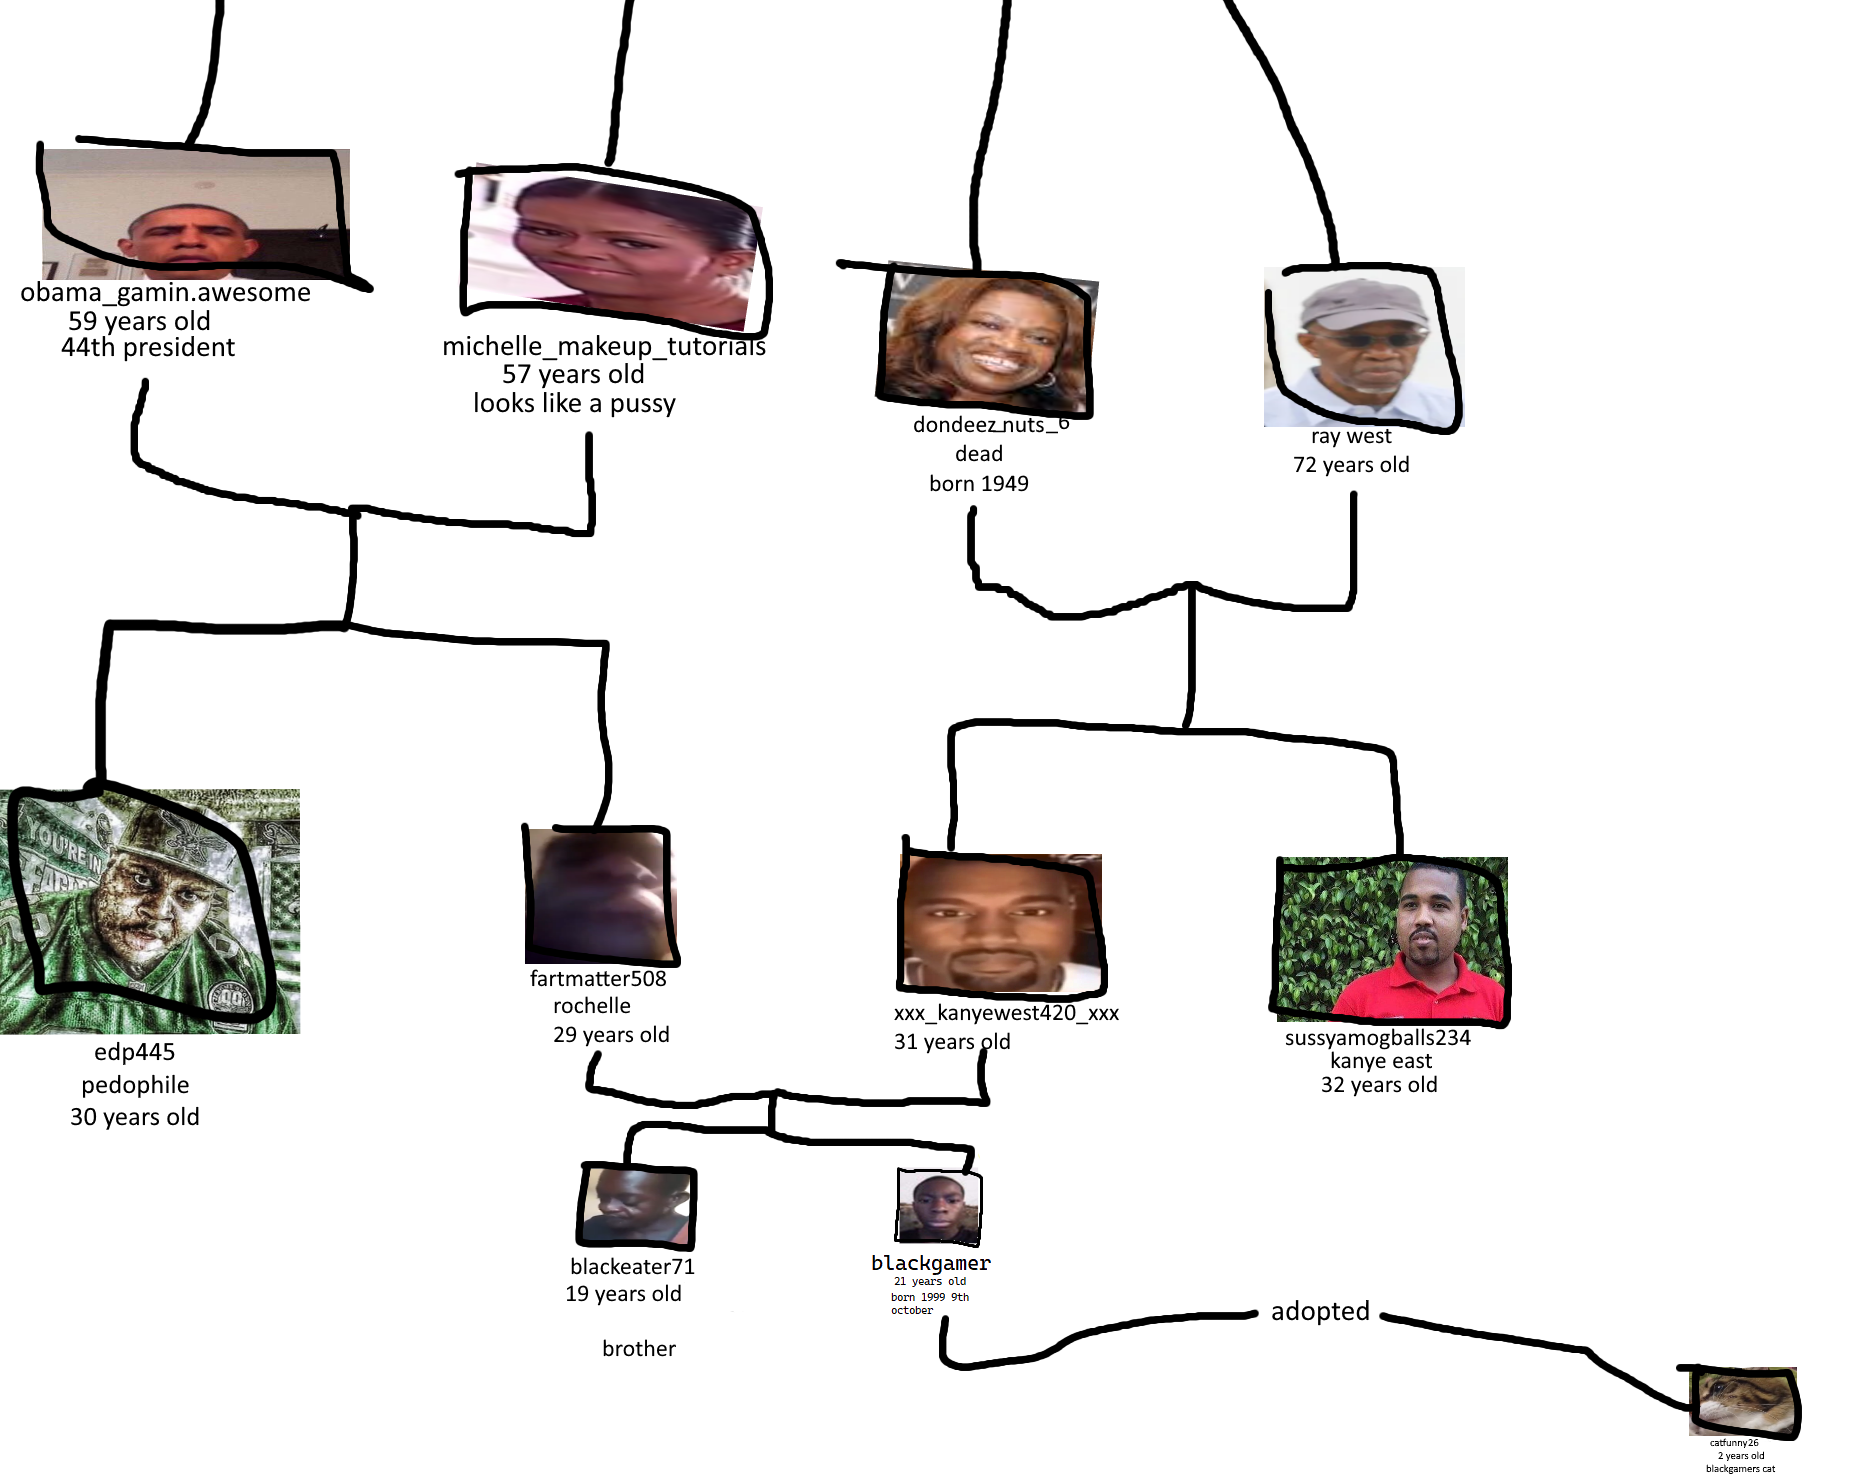 obama_gamin.awesome
59 years old
44th president
michelle_makeup_tutorials
57 years old
looks like a pussy
dondeez_nuts_6
dead
born 1949
ray west
72 years old
YOU'RE IN
edp445
pedophile
30 years old
fartmatter508
rochelle
29 years old
xxx_kanyewest420_xxx
31 years old
sussyamogballs234
kanye east
32 years old
blackeater71
19 years old
brother
blackgamer
21 years old
born 1999 9th
october
adopted
catfunny26
2 years old
blackgamers cat